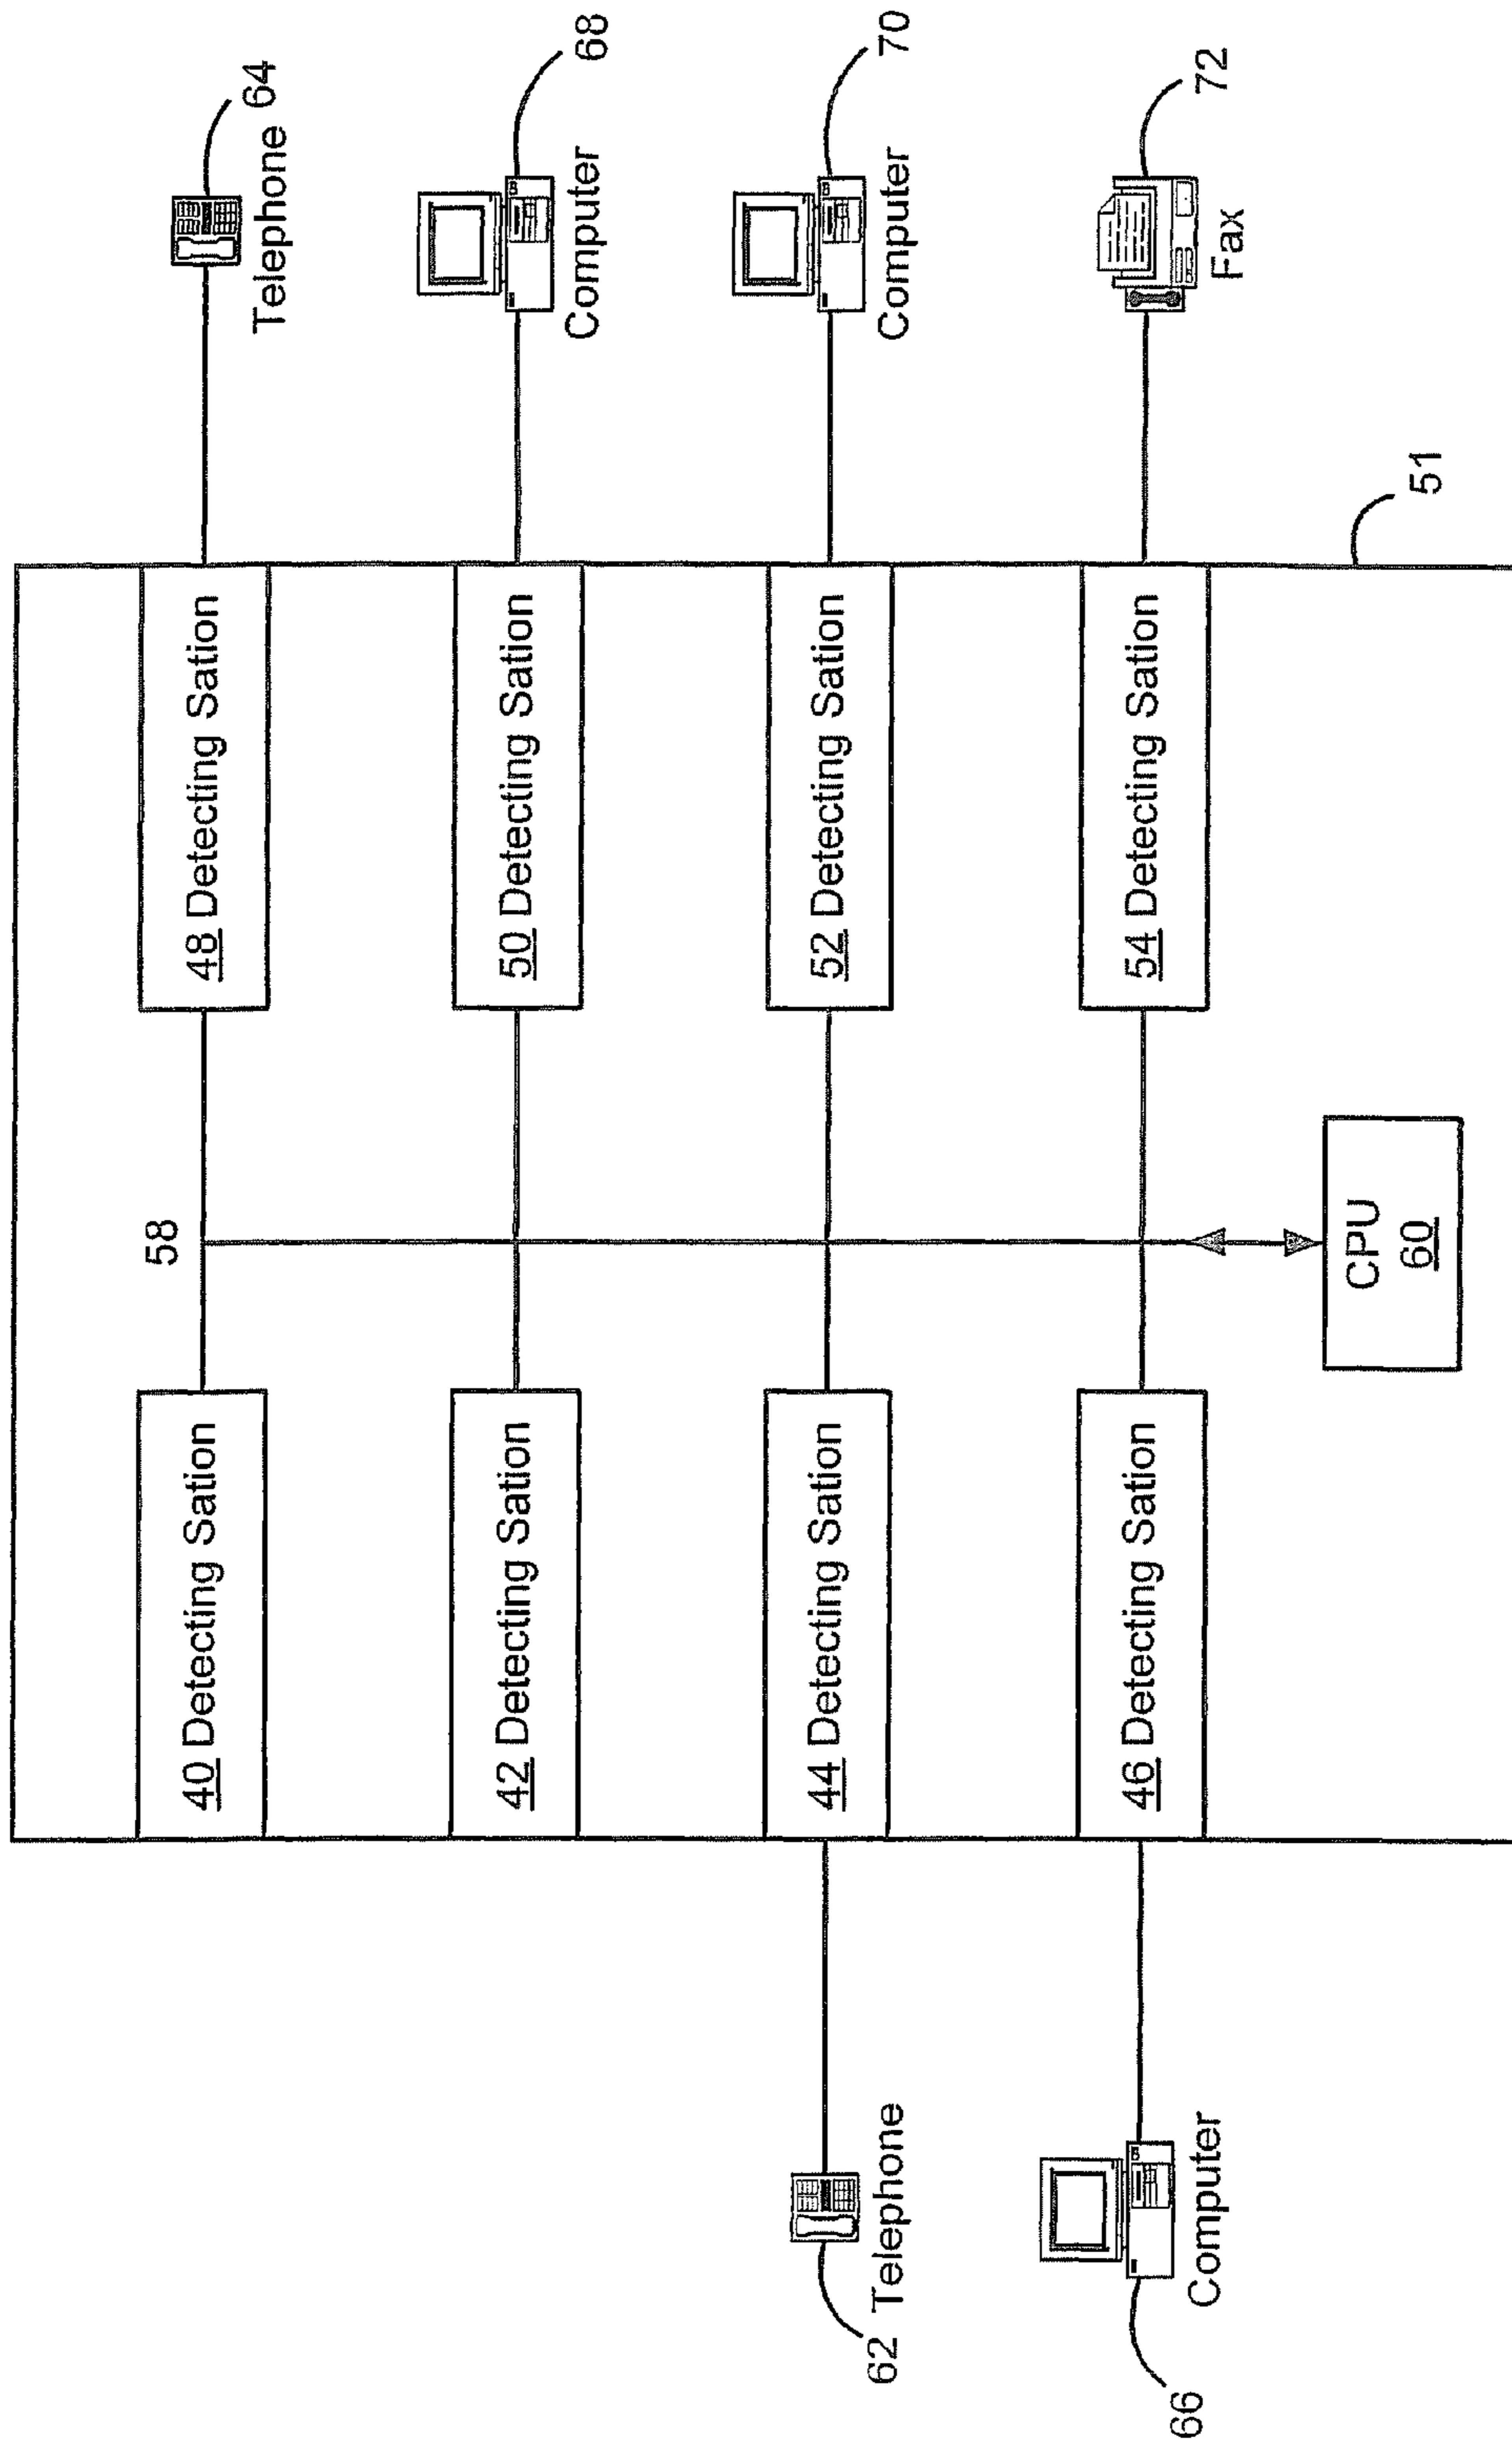 58
40 Detecting Sation
48 Detecting Sation
64
Telephone
42 Detecting Sation
50 Detecting Sation
68
Computer
62
Telephone
44 Detecting Sation
52 Detecting Sation
70
Computer
66
Computer
46 Detecting Sation
54 Detecting Sation
72
Fax
CPU
60
51